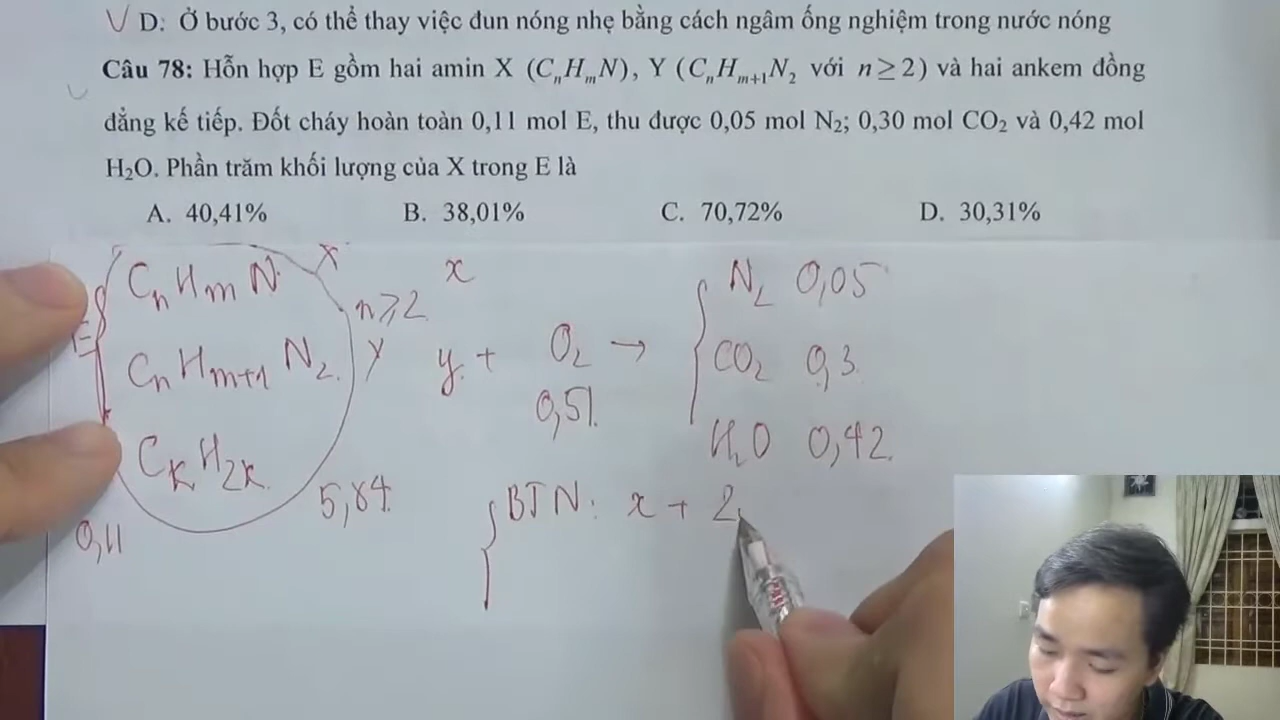 D. Ở bước 3, có thể thay việc đun nóng nhẹ bằng cách ngâm ống nghiệm trong nước nóng
Câu 78: Hỗn hợp E gồm hai amin X (CₙHₘN), Y (CₙHₘ₊₁N₂ với n ≥ 2) và hai ankem đồng
đẳng kế tiếp. Đốt cháy hoàn toàn 0,11 mol E, thu được 0,05 mol N₂; 0,30 mol CO₂ và 0,42 mol
H₂O. Phần trăm khối lượng của X trong E là
A. 40,41% B. 38,01% C. 70,72% D. 30,31%
CₙHₘN X x N₂ 0,05
n ≥ 2
E CₙHₘ₊₁N₂ Y y + O₂ → CO₂ 0,3
0,51 H₂O 0,42
CₖH₂ₖ
0,11 5,84 BTN: x + 2